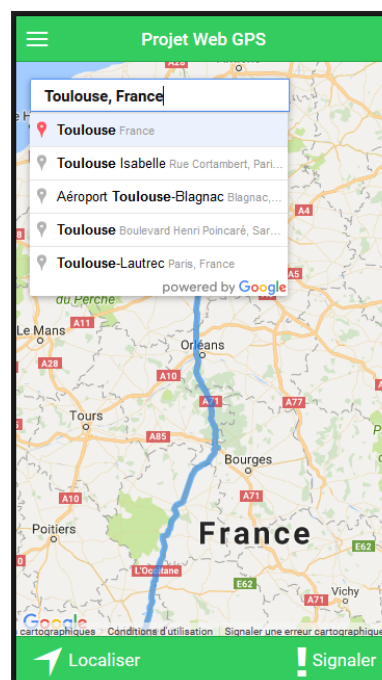 Projet Web GPS
A28
Toulouse, France
Toulouse France
Toulouse Isabelle Rue Cortambert, Pari...
Aéroport Toulouse-Blagnac Blagnac,...
A4
Toulouse Boulevard Henri Poincaré, Sar...
Toulouse-Lautrec Paris, France
A5
powered by Google
du Perche
Le Mans
A11
Orléans
A28
A10
A71
A77
Tours
A85
Bourges
A10
A71
Poitiers
France
E62
L'Occitane
E62
Vichy
A71
Google
cartographiques
Conditions d'utilisation
Signaler une erreur cartographique
Localiser
Signaler